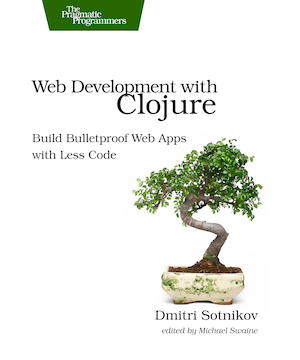 The
Pragmatic
Programmers
Web Development with
Clojure
Build Bulletproof Web Apps
with Less Code
Dmitri Sotnikov
edited by Michael Swaine